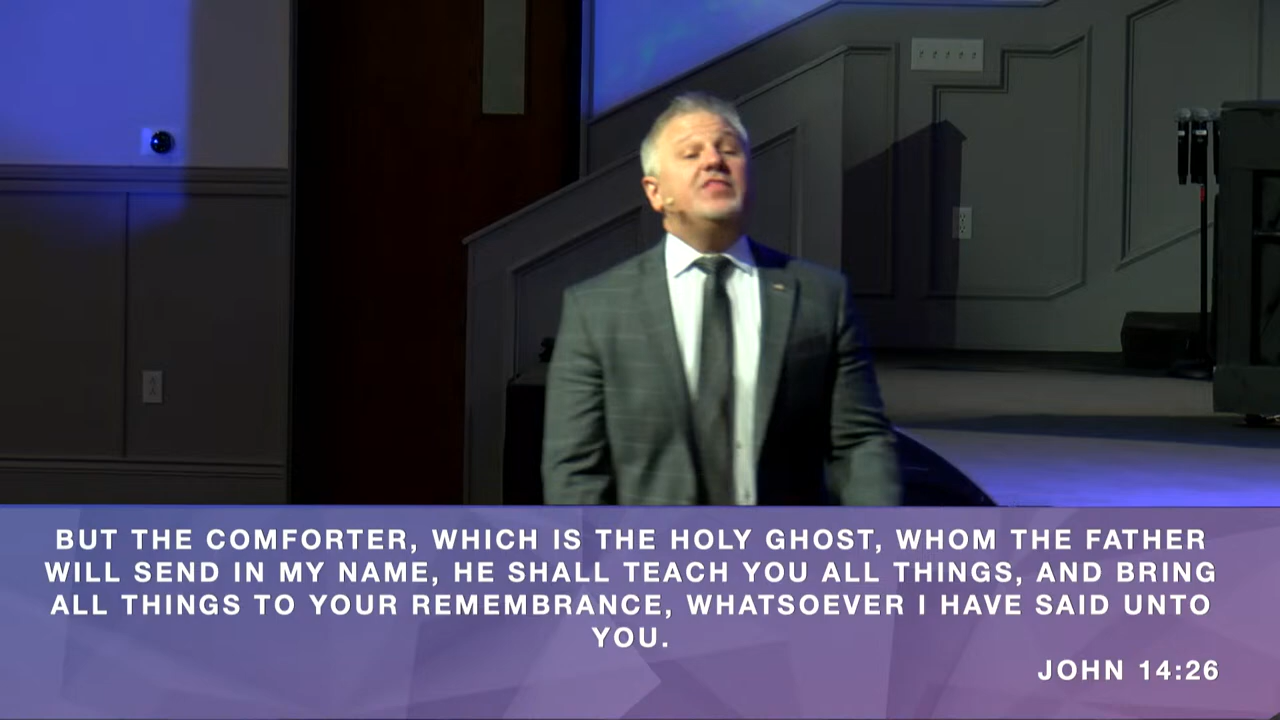 BUT THE COMFORTER, WHICH IS THE HOLY GHOST, WHOM THE FATHER
WILL SEND IN MY NAME, HE SHALL TEACH YOU ALL THINGS, AND BRING
ALL THINGS TO YOUR REMEMBRANCE, WHATSOEVER I HAVE SAID UNTO
YOU.
JOHN 14:26